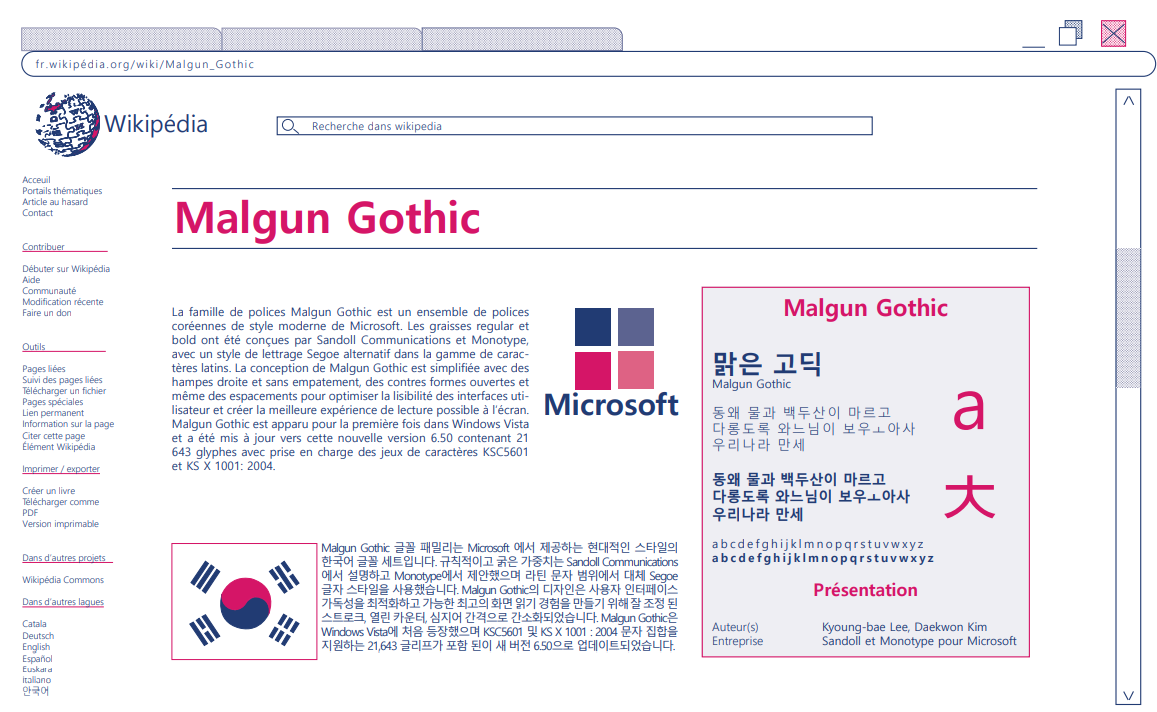 fr.wikipédia.org/wiki/Malgun_Gothic
Wikipédia
Recherche dans wikipedia
Acceuil
Portails thématiques
Article au hasard
Contact
Contribuer
Débuter sur Wikipédia
Aide
Communauté
Modification récente
Faire un don
Outils
Pages liées
Suivi des pages liées
Télécharger un fichier
Pages spéciales
Lien permanent
Information sur la page
Citer cette page
Élément Wikipédia
Imprimer / exporter
Créer un livre
Télécharger comme
PDF
Version imprimable
Dans d'autres projets
Wikipédia Commons
Dans d'autres lagues
Catala
Deutsch
English
Español
Euskara
Italiano
안국어
Malgun Gothic
La famille de polices Malgun Gothic est un ensemble de polices
coréennes de style moderne de Microsoft. Les graisses regular et
bold ont été conçues par Sandoll Communications et Monotype,
avec un style de lettrage Segoe alternatif dans la gamme de carac-
tères latins. La conception de Malgun Gothic est simplifiée avec des
hampes droite et sans empatement, des contres formes ouvertes et
même des espacements pour optimiser la lisibilité des interfaces uti-
lisateur et créer la meilleure expérience de lecture possible à l'écran.
Malgun Gothic est apparu pour la première fois dans Windows Vista
et a été mis à jour vers cette nouvelle version 6.50 contenant 21
643 glyphes avec prise en charge des jeux de caractères KSC5601
et KS X 1001: 2004.
Microsoft
Malgun Gothic 글꼴 패밀리는 Microsoft 에서 제공하는 현대적인 스타일의
한국어 글꼴 세트입니다. 규칙적이고 굵은 가중치는 Sandoll Communications
에서 설명하고 Monotype에서 제안했으며 라틴 문자 범위에서 대체 Segoe
글자 스타일을 사용했습니다. Malgun Gothic의 디자인은 사용자 인터페이스
가독성을 최적화하고 가능한 최고의 화면 읽기 경험을 만들기 위해 잘 조정 된
스트로크, 열린 카운터, 심지어 간격으로 간소화되었습니다. Malgun Gothic은
Windows Vista에 처음 등장했으며 KSC5601 및 KS X 1001 : 2004 문자 집합을
지원하는 21,643 글리프가 포함 된이 새 버전 6.50으로 업데이트되었습니다.
Malgun Gothic
맑은 고딕
Malgun Gothic
동왜 물과 백두산이 마르고
다롱도록 와느님이 보우ㅗ아사
우리나라 만세
동왜 물과 백두산이 마르고
다롱도록 와느님이 보우ㅗ아사
우리나라 만세
a
大
abcdefghijklmnopqrstuvwxyz
abcdefghijklmnopqrstuvwxyz
Présentation
Auteur(s) Kyoung-bae Lee, Daekwon Kim
Entreprise Sandoll et Monotype pour Microsoft